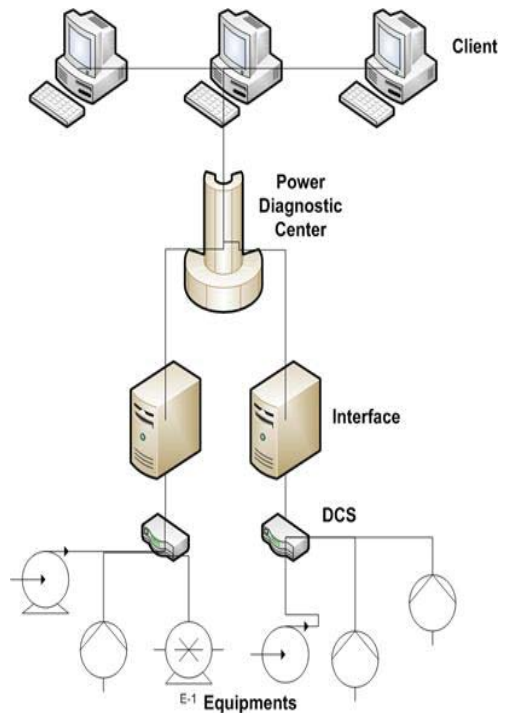 Client
Power
Diagnostic
Center
Interface
DCS
E-1 Equipments